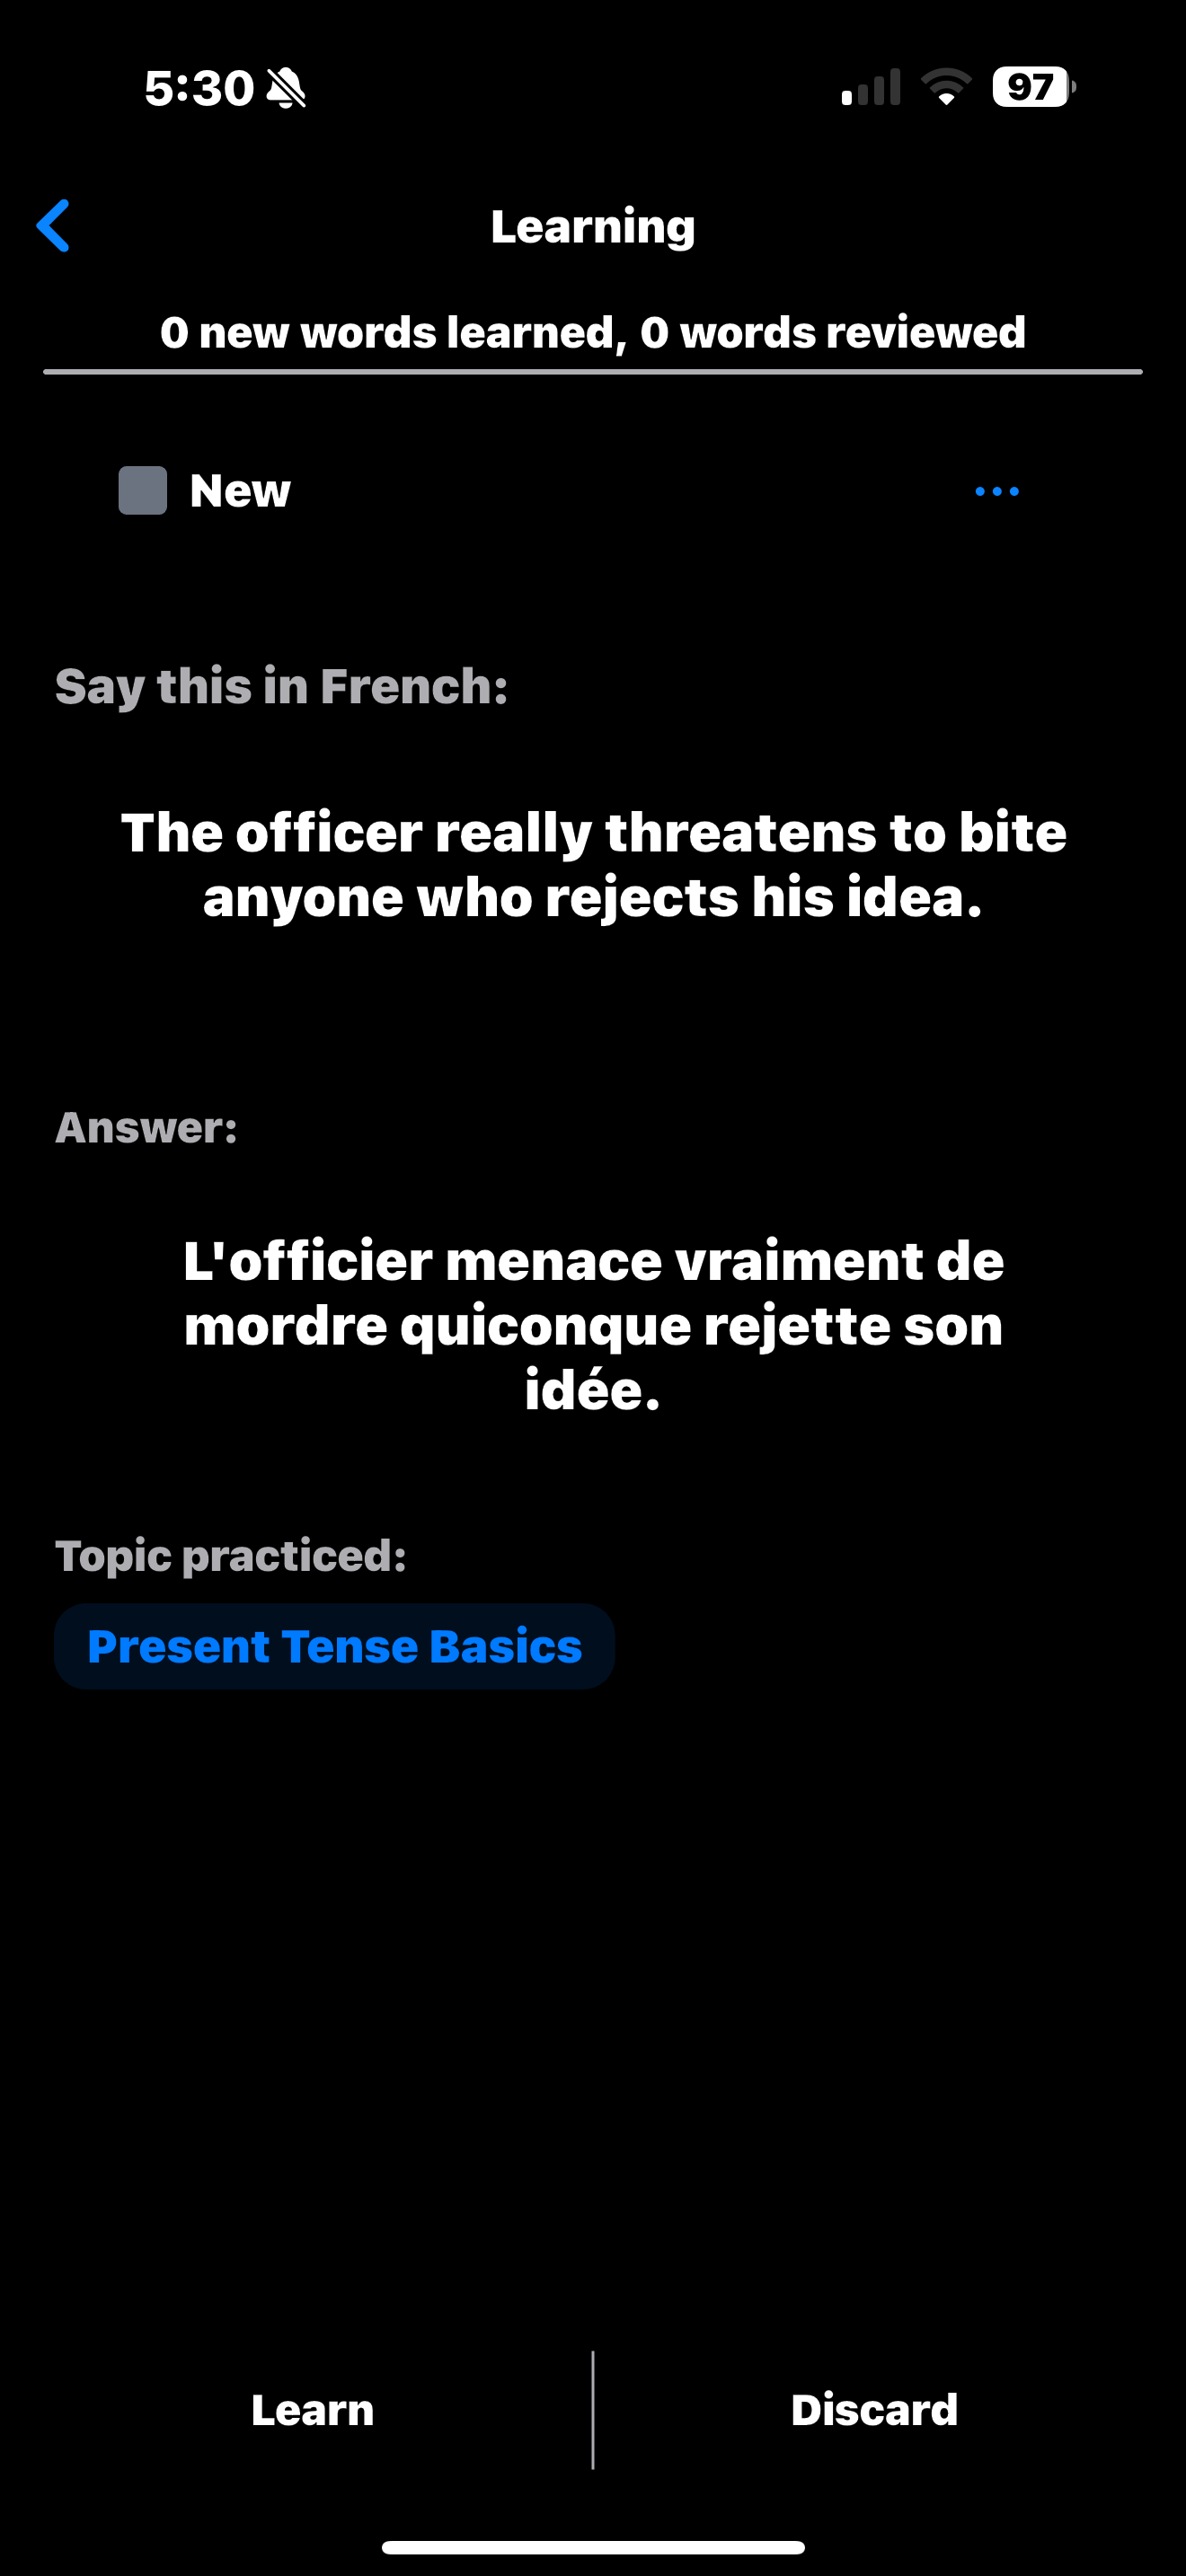 5:30
97
Learning
0 new words learned, 0 words reviewed
New
Say this in French:
The officer really threatens to bite
anyone who rejects his idea.
Answer:
L'officier menace vraiment de
mordre quiconque rejette son
idée.
Topic practiced:
Present Tense Basics
Learn
Discard